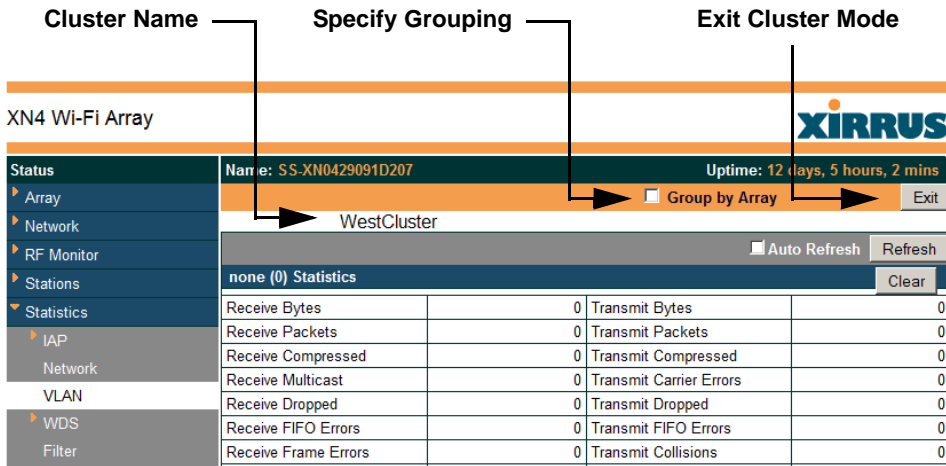 Cluster Name Specify Grouping Exit Cluster Mode
XN4 Wi-Fi Array
XIRRUS
Status Name: SS-XN0429091D207 Uptime: 12 days, 5 hours, 2 mins
Array Group by Array Exit
Network WestCluster
RF Monitor Auto Refresh Refresh
Stations none (0) Statistics Clear
Statistics Receive Bytes 0 Transmit Bytes 0
IAP Receive Packets 0 Transmit Packets 0
Network Receive Compressed 0 Transmit Compressed 0
VLAN Receive Multicast 0 Transmit Carrier Errors 0
Receive Dropped 0 Transmit Dropped 0
WDS Receive FIFO Errors 0 Transmit FIFO Errors 0
Filter Receive Frame Errors 0 Transmit Collisions 0